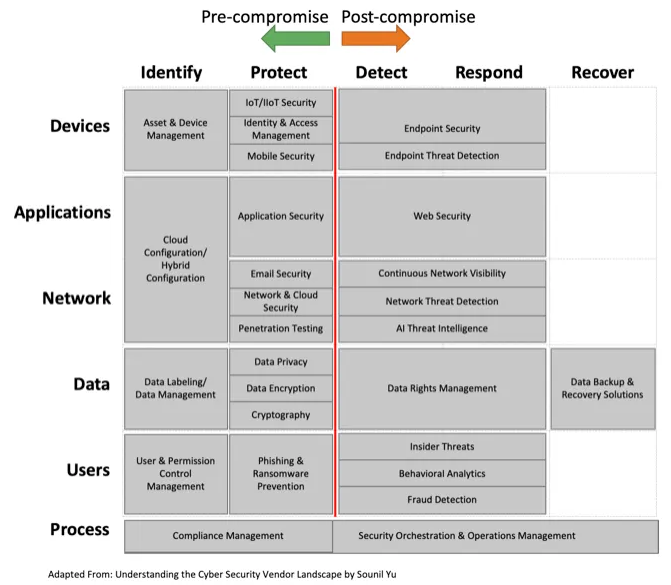 Pre-compromise Post-compromise
Identify Protect Detect Respond Recover
Devices
Asset & Device
Management
IoT/IIoT Security
Identity & Access
Management
Mobile Security
Endpoint Security
Endpoint Threat Detection
Applications
Cloud
Configuration/
Hybrid
Configuration
Application Security
Web Security
Network
Email Security
Network & Cloud
Security
Penetration Testing
Continuous Network Visibility
Network Threat Detection
AI Threat Intelligence
Data
Data Labeling/
Data Management
Data Privacy
Data Encryption
Cryptography
Data Rights Management
Data Backup &
Recovery Solutions
Users
User & Permission
Control
Management
Phishing &
Ransomware
Prevention
Insider Threats
Behavioral Analytics
Fraud Detection
Process
Compliance Management
Security Orchestration & Operations Management
Adapted From: Understanding the Cyber Security Vendor Landscape by Sounil Yu